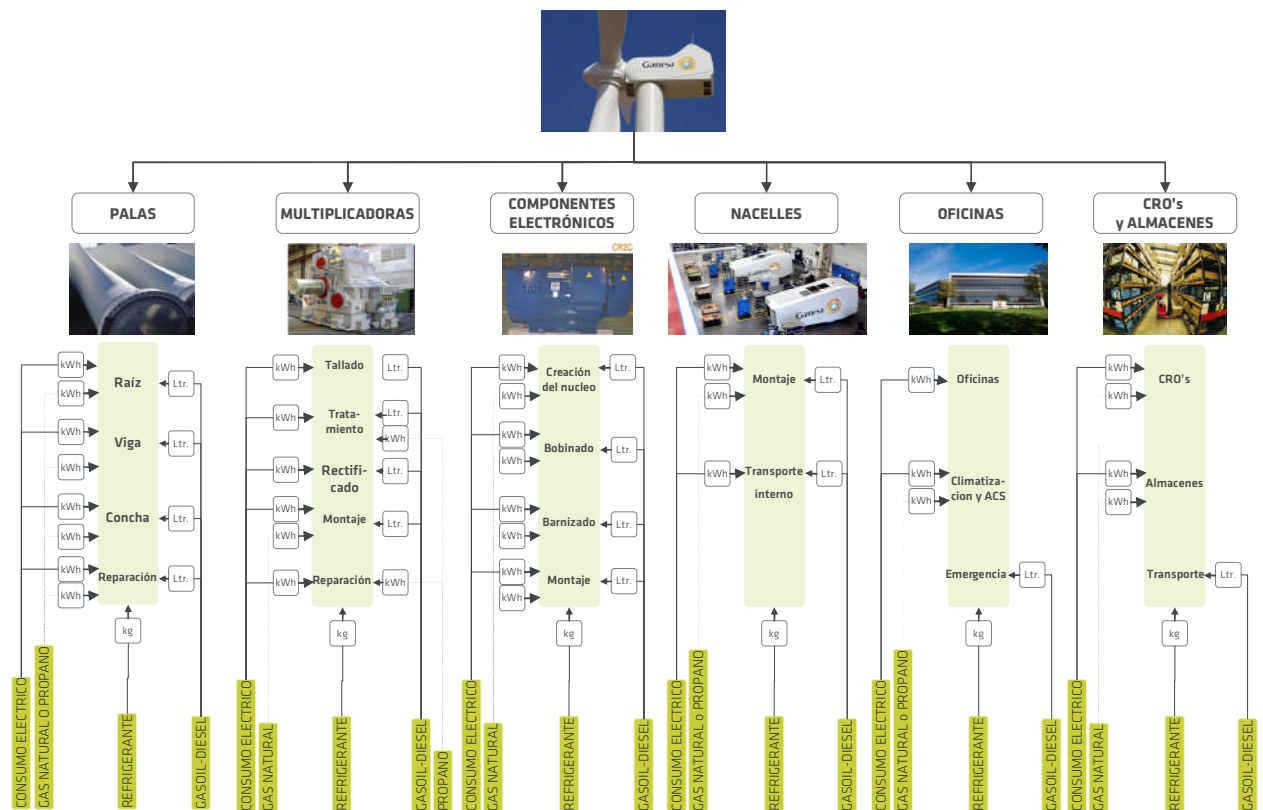 Gamesa
PALAS
MULTIPLICADORAS
COMPONENTES
ELECTRÓNICOS
NACELLES
OFICINAS
CRO's
y ALMACENES
CR2C
Gamesa
kWh
Raíz
Ltr.
kWh
kWh
Viga
Ltr.
kWh
kWh
Concha
Ltr.
kWh
kWh
Reparación
Ltr.
kWh
kg
CONSUMO ELECTRICO
GAS NATURAL O PROPANO
REFRIGERANTE
GASOIL-DIESEL
kWh
Tallado
Ltr.
kWh
Trata-
miento
Ltr.
kWh
kWh
Rectifi-
cado
Ltr.
kWh
Montaje
Ltr.
kWh
kWh
Reparación
kWh
kg
CONSUMO ELECTRICO
GAS NATURAL
REFRIGERANTE
GASOIL-DIESEL
PROPANO
kWh
Creación
del nucleo
Ltr.
kWh
kWh
Bobinado
Ltr.
kWh
kWh
Barnizado
Ltr.
kWh
kWh
Montaje
Ltr.
kWh
kg
CONSUMO ELECTRICO
GAS NATURAL
REFRIGERANTE
GASOIL-DIESEL
kWh
Montaje
Ltr.
kWh
kWh
Transporte
interno
Ltr.
kg
CONSUMO ELECTRICO
GAS NATURAL o PROPANO
REFRIGERANTE
GASOIL-DIESEL
kWh
Oficinas
kWh
Climatiza-
cion y ACS
kWh
Emergencia
Ltr.
kg
CONSUMO ELECTRICO
GAS NATURAL o PROPANO
REFRIGERANTE
GASOIL-DIESEL
kWh
CRO's
kWh
kWh
Almacenes
kWh
Transporte
Ltr.
kg
CONSUMO ELECTRICO
GAS NATURAL
REFRIGERANTE
GASOIL-DIESEL